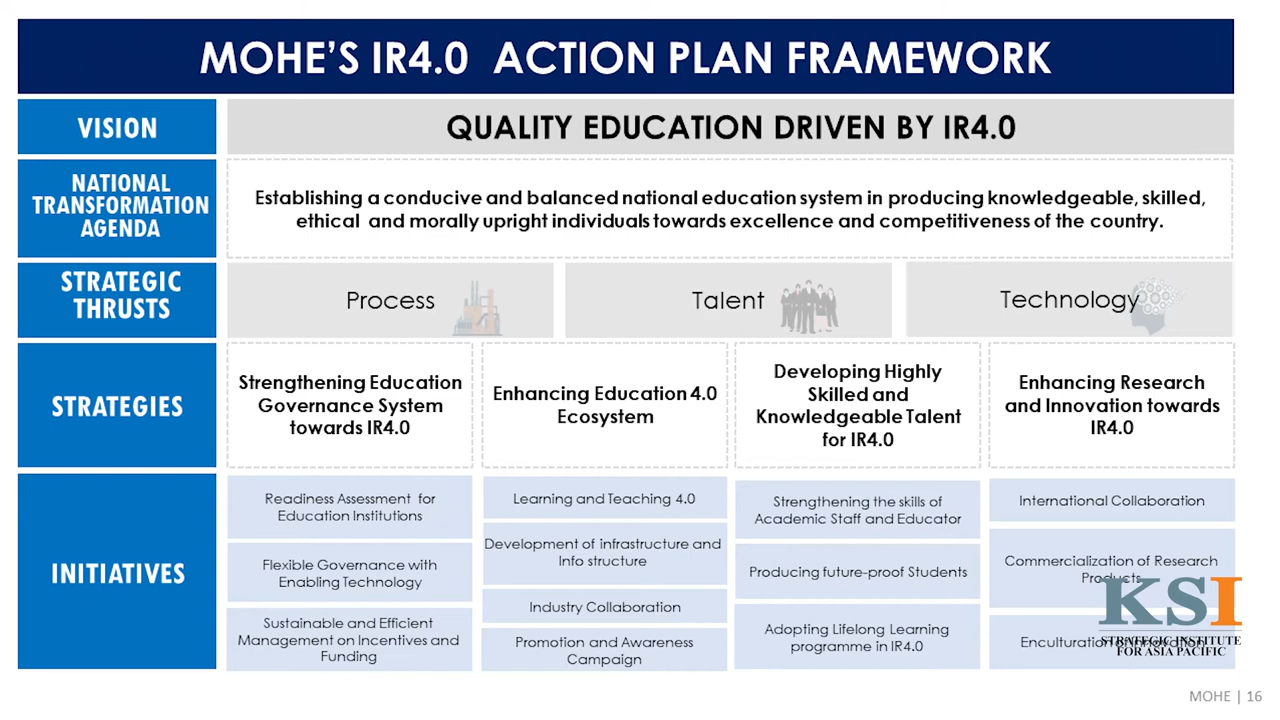 MOHE'S IR4.0 ACTION PLAN FRAMEWORK
VISION
QUALITY EDUCATION DRIVEN BY IR4.0
NATIONAL
TRANSFORMATION
AGENDA
Establishing a conducive and balanced national education system in producing knowledgeable, skilled,
ethical and morally upright individuals towards excellence and competitiveness of the country.
STRATEGIC
THRUSTS
Process
Talent
Technology
STRATEGIES
Strengthening Education
Governance System
towards IR4.0
Enhancing Education 4.0
Ecosystem
Developing Highly
Skilled and
Knowledgeable Talent
for IR4.0
Enhancing Research
and Innovation towards
IR4.0
INITIATIVES
Readiness Assessment for
Education Institutions
Flexible Governance with
Enabling Technology
Sustainable and Efficient
Management on Incentives and
Funding
Learning and Teaching 4.0
Development of infrastructure and
Info structure
Industry Collaboration
Promotion and Awareness
Campaign
Strengthening the skills of
Academic Staff and Educator
Producing future-proof Students
Adopting Lifelong Learning
programme in IR4.0
International Collaboration
Commercialization of Research
Products
Enculturation
KSI
STRATEGIC INSTITUTE
FOR ASIA PACIFIC
MOHE | 16